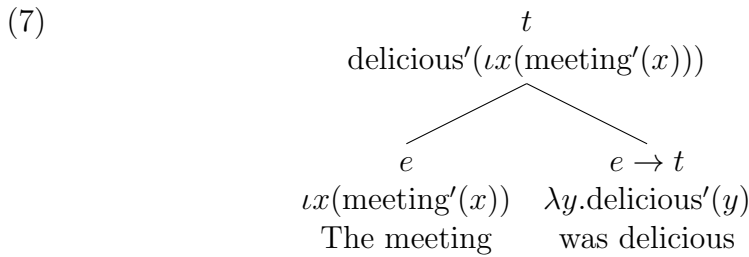 (7)
t
delicious′(ιx(meeting′(x)))
e e → t
ιx(meeting′(x)) λy.delicious′(y)
The meeting was delicious